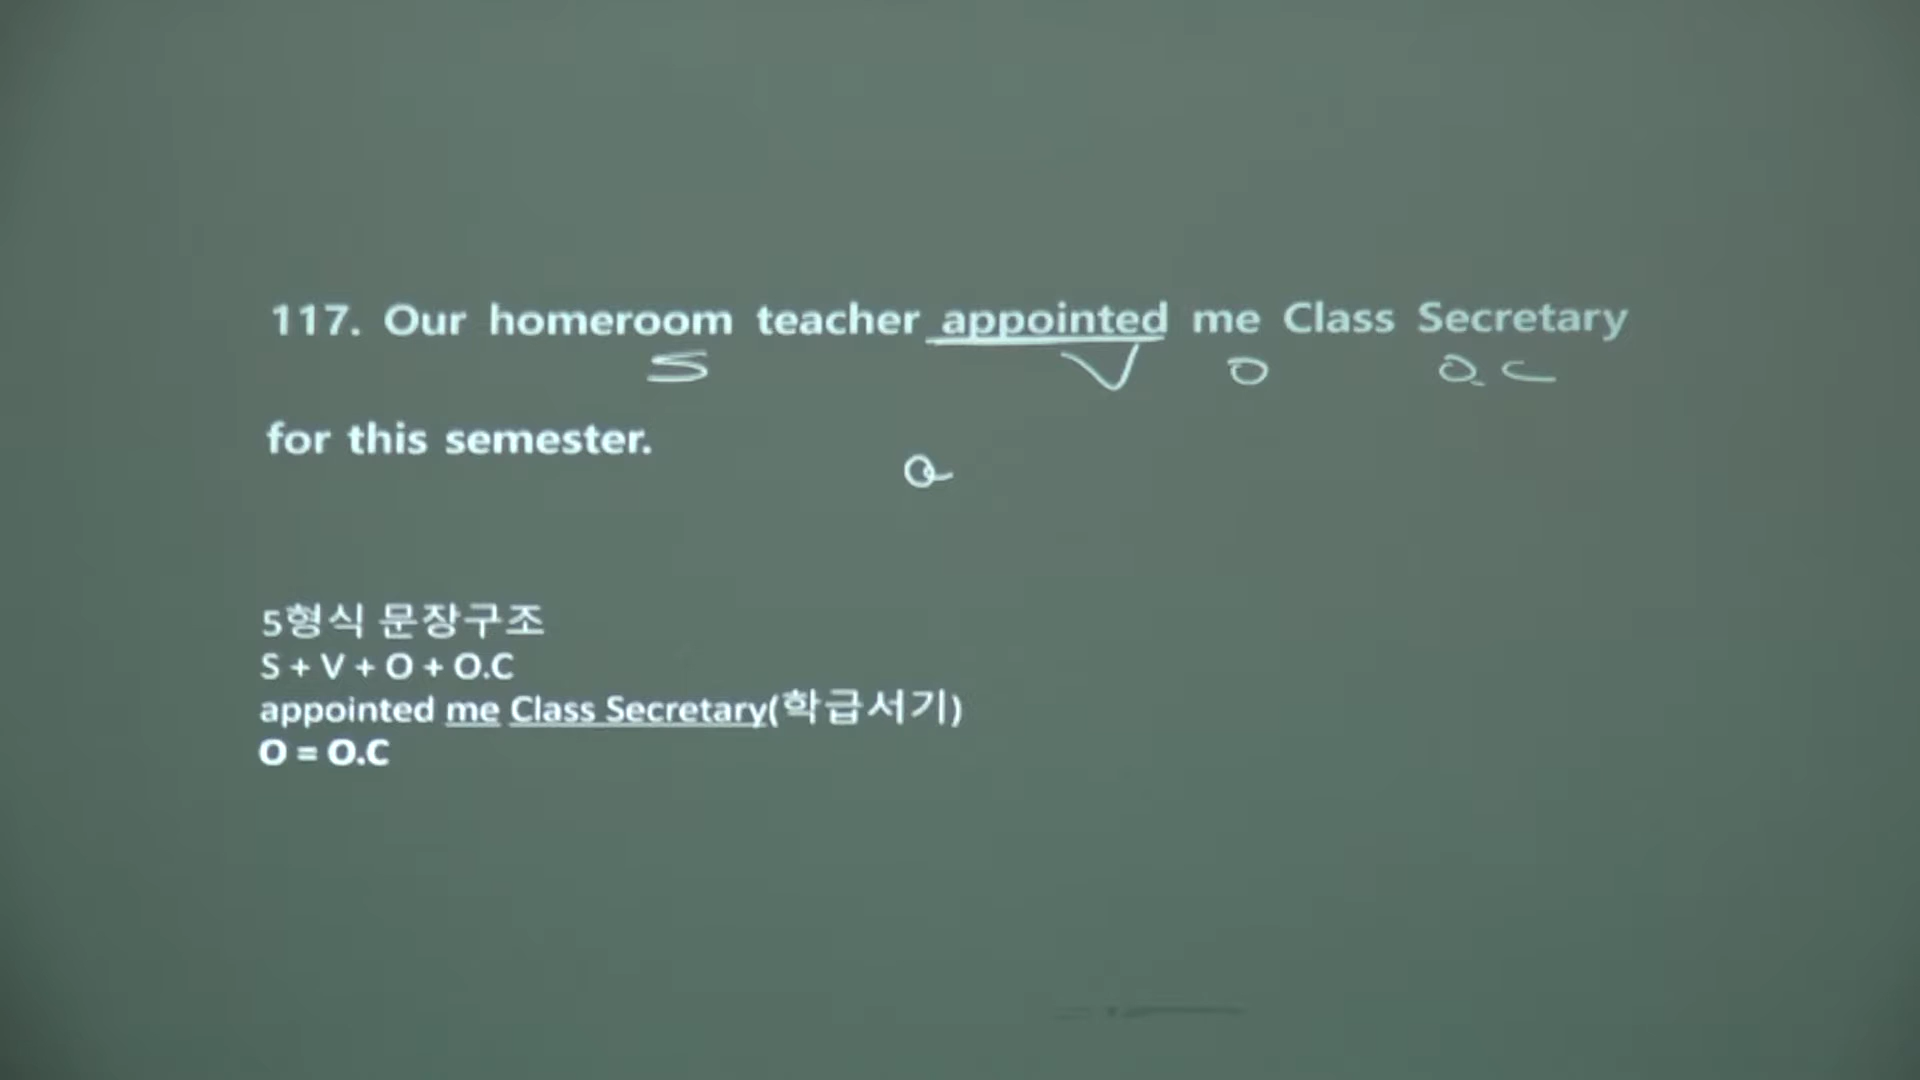 117. Our homeroom teacher appointed me Class Secretary
S V O O.C
for this semester.
5형식 문장구조
S + V + O + O.C
appointed me Class Secretary(학급서기)
O = O.C